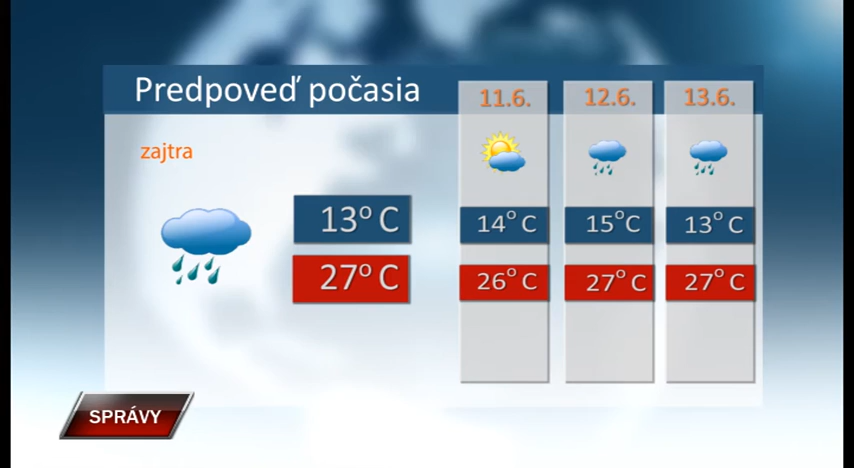 Predpoveď počasia
zajtra
13° C
27° C
11.6. 12.6. 13.6.
14° C 15°C 13° C
26° C 27° C 27° C
SPRÁVY